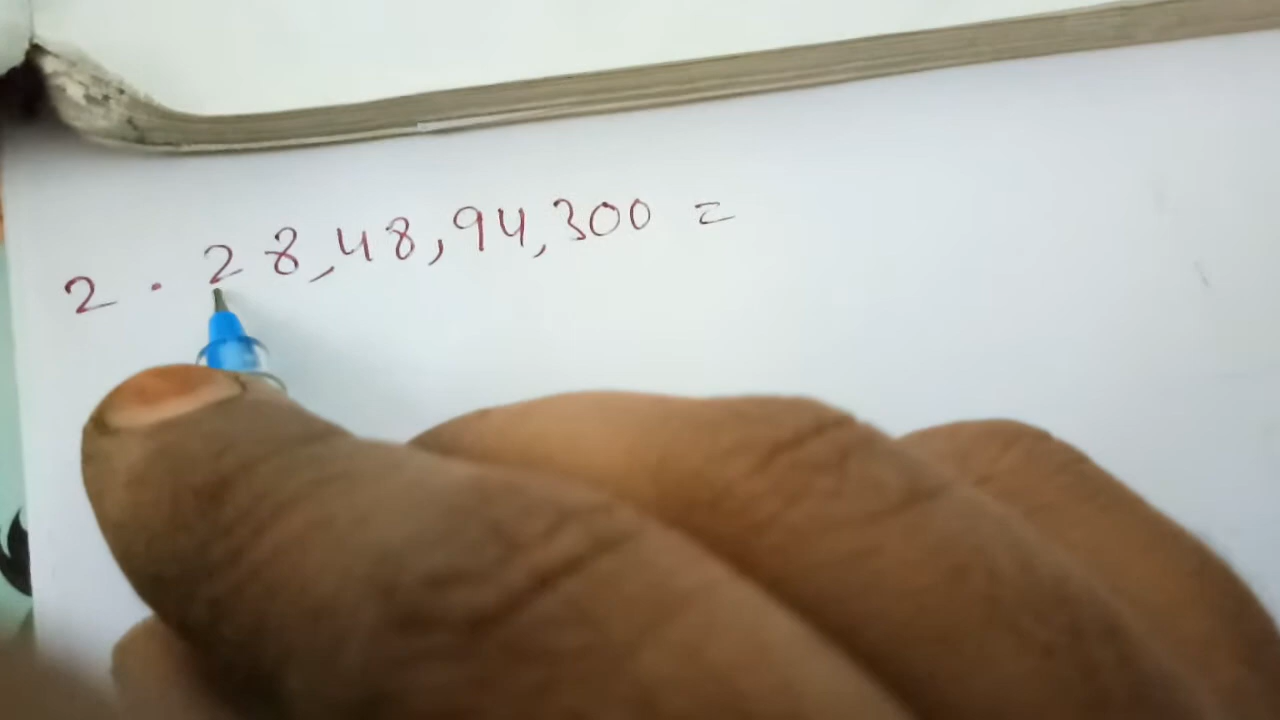 2 . 28,48,94,300 =